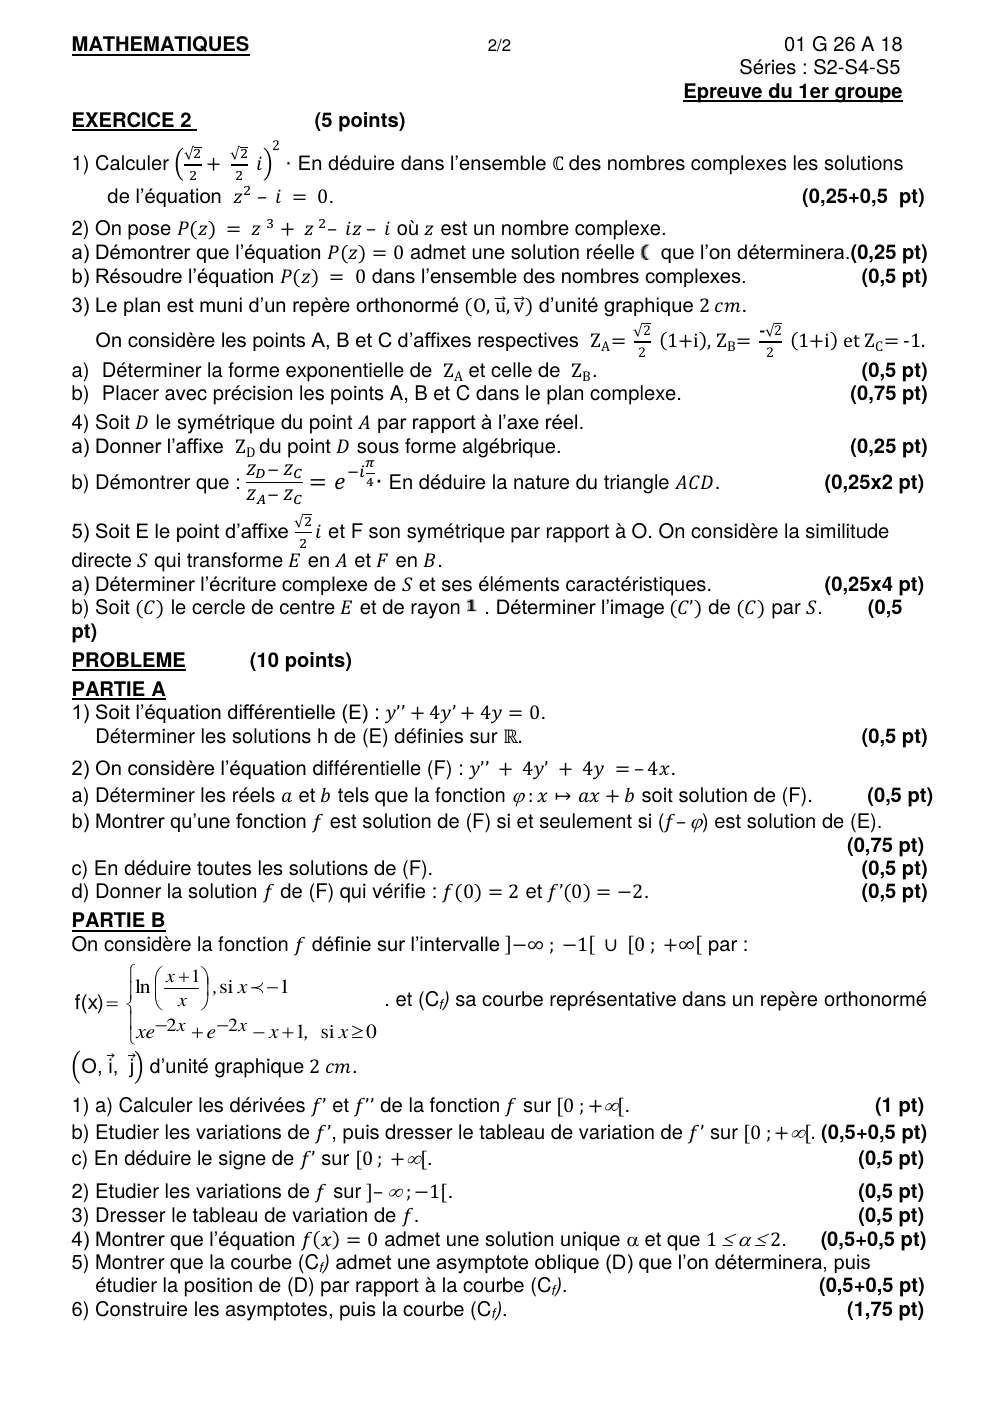 MATHEMATIQUES 2/2 01 G 26 A 18
Séries : S2-S4-S5
Epreuve du 1er groupe
EXERCICE 2 (5 points)
1) Calculer (√2/2 + √2/2 i)² · En déduire dans l’ensemble ℂ des nombres complexes les solutions
de l’équation z² – i = 0. (0,25+0,5 pt)
2) On pose P(z) = z ³ + z ²– iz – i où z est un nombre complexe.
a) Démontrer que l’équation P(z) = 0 admet une solution réelle que l’on déterminera.(0,25 pt)
b) Résoudre l’équation P(z) = 0 dans l’ensemble des nombres complexes. (0,5 pt)
3) Le plan est muni d’un repère orthonormé (O, u⃗, v⃗) d’unité graphique 2 cm.
On considère les points A, B et C d’affixes respectives Z_A= √2/2 (1+i), Z_B= -√2/2 (1+i) et Z_C= -1.
a) Déterminer la forme exponentielle de Z_A et celle de Z_B. (0,5 pt)
b) Placer avec précision les points A, B et C dans le plan complexe. (0,75 pt)
4) Soit D le symétrique du point A par rapport à l’axe réel.
a) Donner l’affixe Z_D du point D sous forme algébrique. (0,25 pt)
b) Démontrer que : (Z_D – Z_C)/(Z_A – Z_C) = e^(−iπ/4)· En déduire la nature du triangle ACD. (0,25x2 pt)
5) Soit E le point d’affixe √2/2 i et F son symétrique par rapport à O. On considère la similitude
directe S qui transforme E en A et F en B.
a) Déterminer l’écriture complexe de S et ses éléments caractéristiques. (0,25x4 pt)
b) Soit (C) le cercle de centre E et de rayon 1 . Déterminer l’image (C’) de (C) par S. (0,5
pt)
PROBLEME (10 points)
PARTIE A
1) Soit l’équation différentielle (E) : y’’ + 4y’ + 4y = 0.
Déterminer les solutions h de (E) définies sur ℝ. (0,5 pt)
2) On considère l’équation différentielle (F) : y’’ + 4y’ + 4y = – 4x.
a) Déterminer les réels a et b tels que la fonction φ : x ↦ ax + b soit solution de (F). (0,5 pt)
b) Montrer qu’une fonction f est solution de (F) si et seulement si (f – φ) est solution de (E).
(0,75 pt)
c) En déduire toutes les solutions de (F). (0,5 pt)
d) Donner la solution f de (F) qui vérifie : f(0) = 2 et f’(0) = −2. (0,5 pt)
PARTIE B
On considère la fonction f définie sur l’intervalle ]−∞ ; −1[ ∪ [0 ; +∞[ par :
f(x)= { ln((x+1)/x), si x ≺ −1
. et (Cf) sa courbe représentative dans un repère orthonormé
xe^(−2x) + e^(−2x) − x + 1, si x ≥ 0
(O, i⃗, j⃗) d’unité graphique 2 cm.
1) a) Calculer les dérivées f’ et f’’ de la fonction f sur [0 ; +∞[. (1 pt)
b) Etudier les variations de f’, puis dresser le tableau de variation de f’ sur [0 ; +∞[. (0,5+0,5 pt)
c) En déduire le signe de f’ sur [0 ; +∞[. (0,5 pt)
2) Etudier les variations de f sur ]– ∞ ; −1[. (0,5 pt)
3) Dresser le tableau de variation de f. (0,5 pt)
4) Montrer que l’équation f(x) = 0 admet une solution unique α et que 1 ≤ α ≤ 2. (0,5+0,5 pt)
5) Montrer que la courbe (Cf) admet une asymptote oblique (D) que l’on déterminera, puis
étudier la position de (D) par rapport à la courbe (Cf). (0,5+0,5 pt)
6) Construire les asymptotes, puis la courbe (Cf). (1,75 pt)